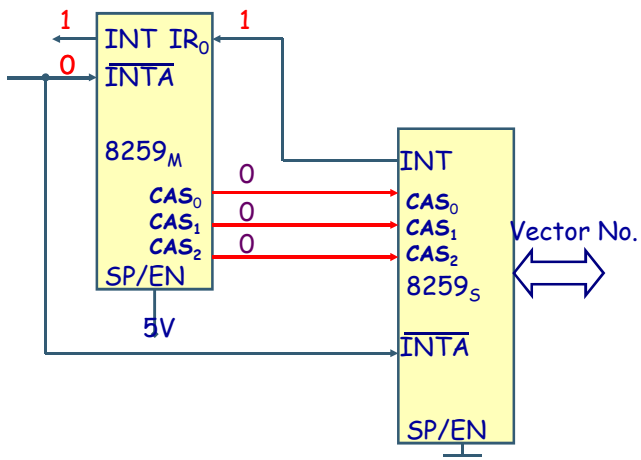 1
1
INT IR₀
0
INTA
8259M
INT
0
CAS₀
CAS₀
0
CAS₁
CAS₁
Vector No.
0
CAS₂
CAS₂
SP/EN
8259S
5V
INTA
SP/EN